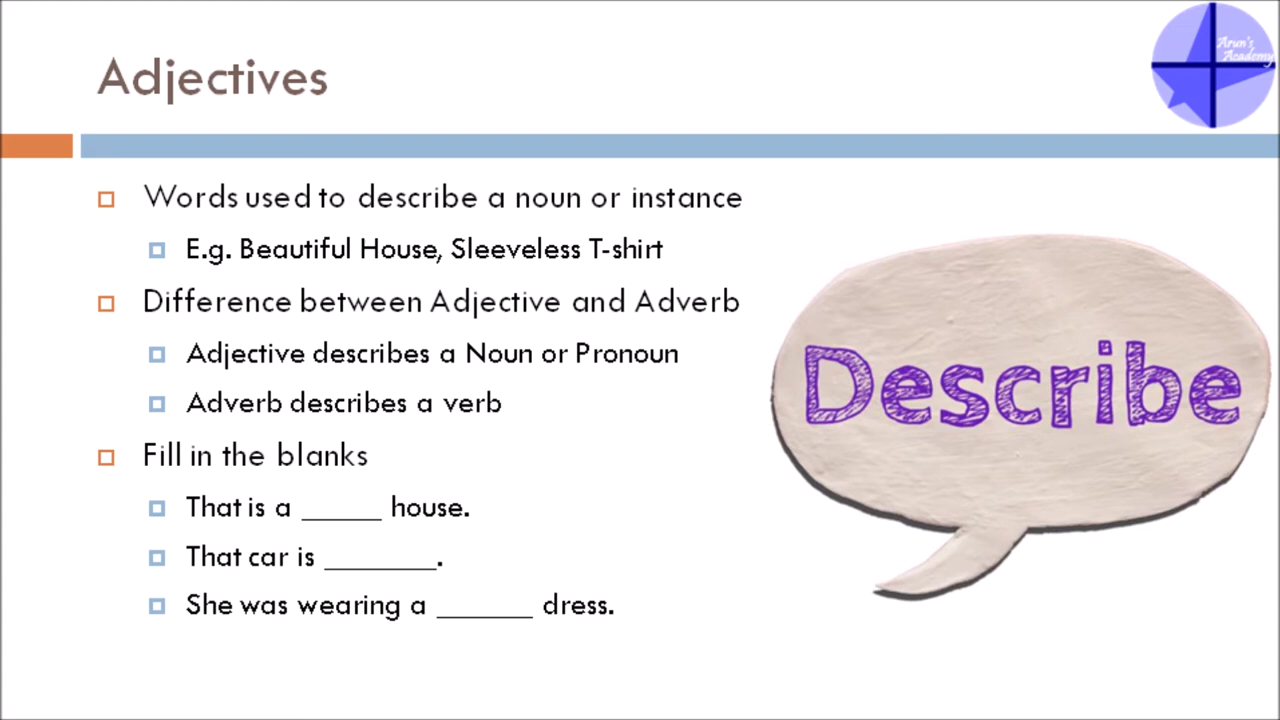 Adjectives
Arun's
Academy
Words used to describe a noun or instance
E.g. Beautiful House, Sleeveless T-shirt
Difference between Adjective and Adverb
Adjective describes a Noun or Pronoun
Adverb describes a verb
Fill in the blanks
That is a _____ house.
That car is _______.
She was wearing a ______ dress.
Describe